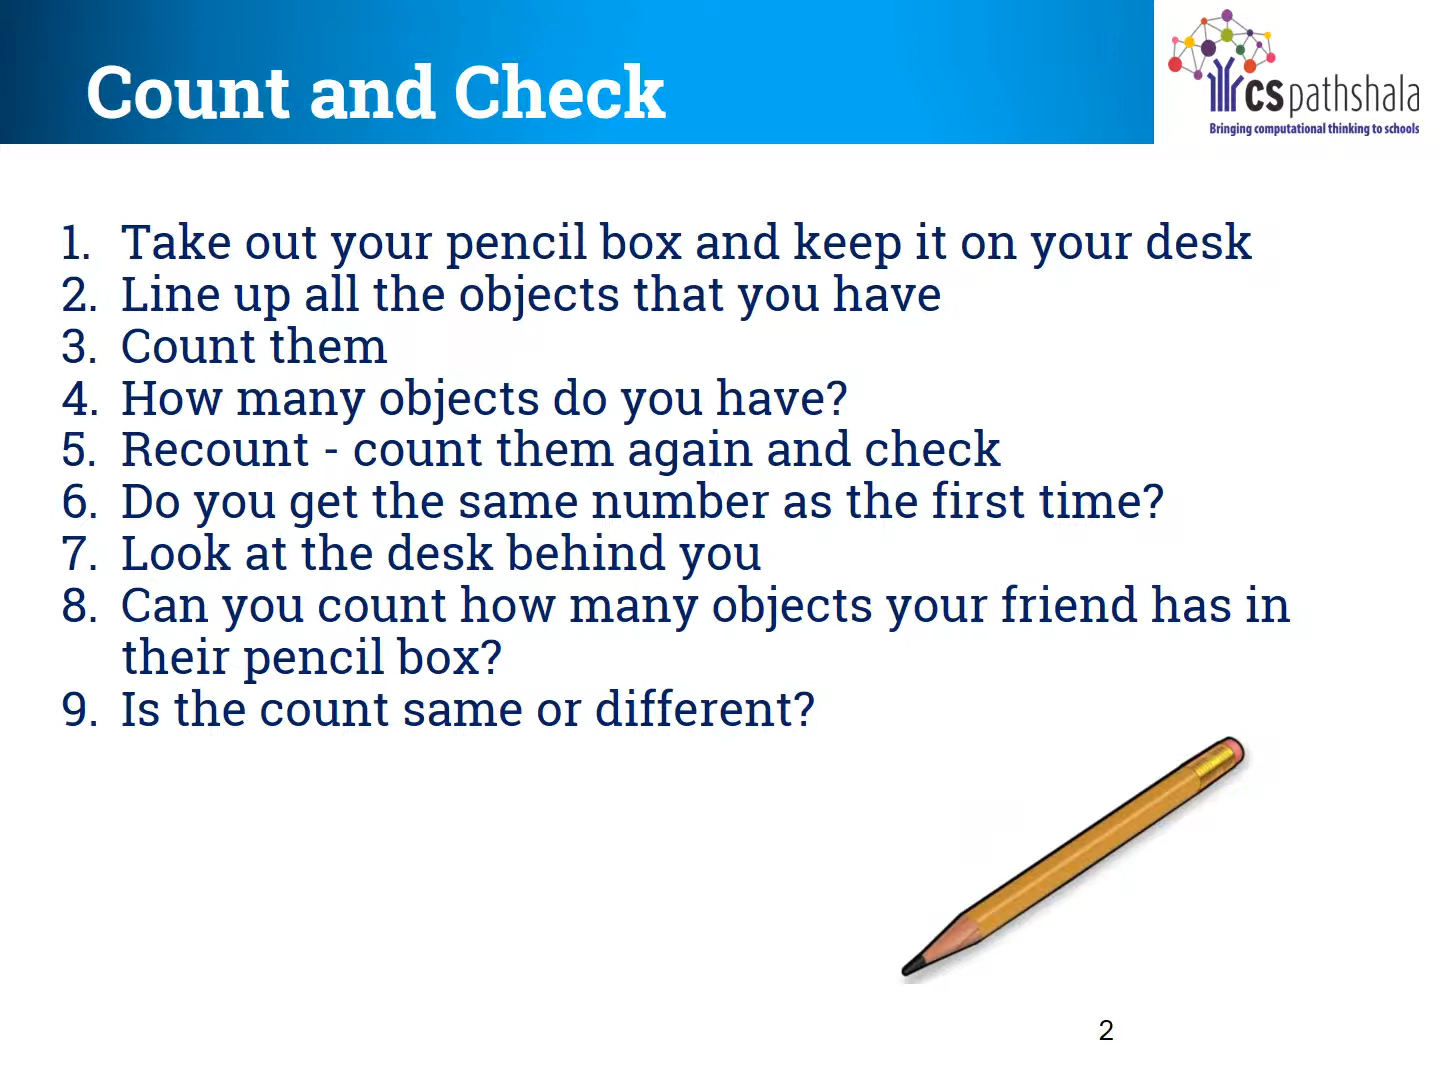 Count and Check
CSpathshala
Bringing computational thinking to schools
1. Take out your pencil box and keep it on your desk
2. Line up all the objects that you have
3. Count them
4. How many objects do you have?
5. Recount - count them again and check
6. Do you get the same number as the first time?
7. Look at the desk behind you
8. Can you count how many objects your friend has in
their pencil box?
9. Is the count same or different?
2